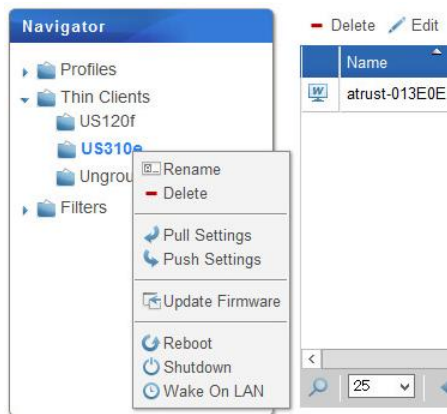 Navigator
Profiles
Thin Clients
US120f
US310e
Ungrou
Filters
Rename
Delete
Pull Settings
Push Settings
Update Firmware
Reboot
Shutdown
Wake On LAN
Delete Edit
Name
W atrust-013E0E
25